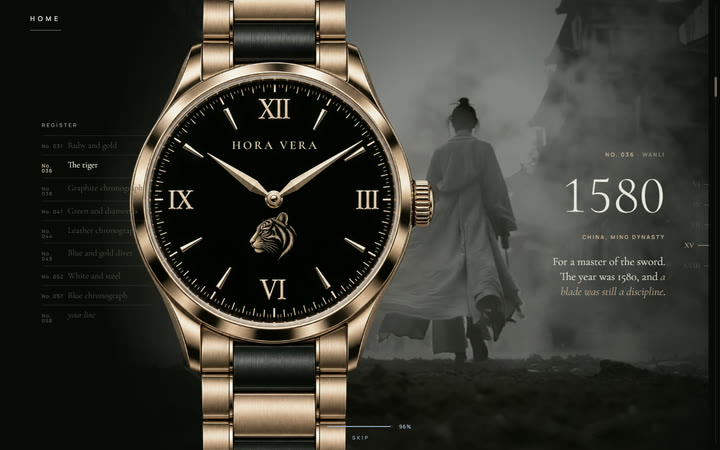 HOME
REGISTER
No. 031 Ruby and gold
No. 036 The tiger
No. 038 Graphite chronograph
No. 041 Green and diamond
No. 044 Leather chronograph
No. 049 Blue and gold diver
No. 052 White and steel
No. 057 Blue chronograph
No. 058 your line
XII
HORA VERA
IX
III
VI
NO. 036 · WANLI
1580
CHINA, MING DYNASTY
For a master of the sword.
The year was 1580, and a
blade was still a discipline.
XV
XVIII
96%
SKIP